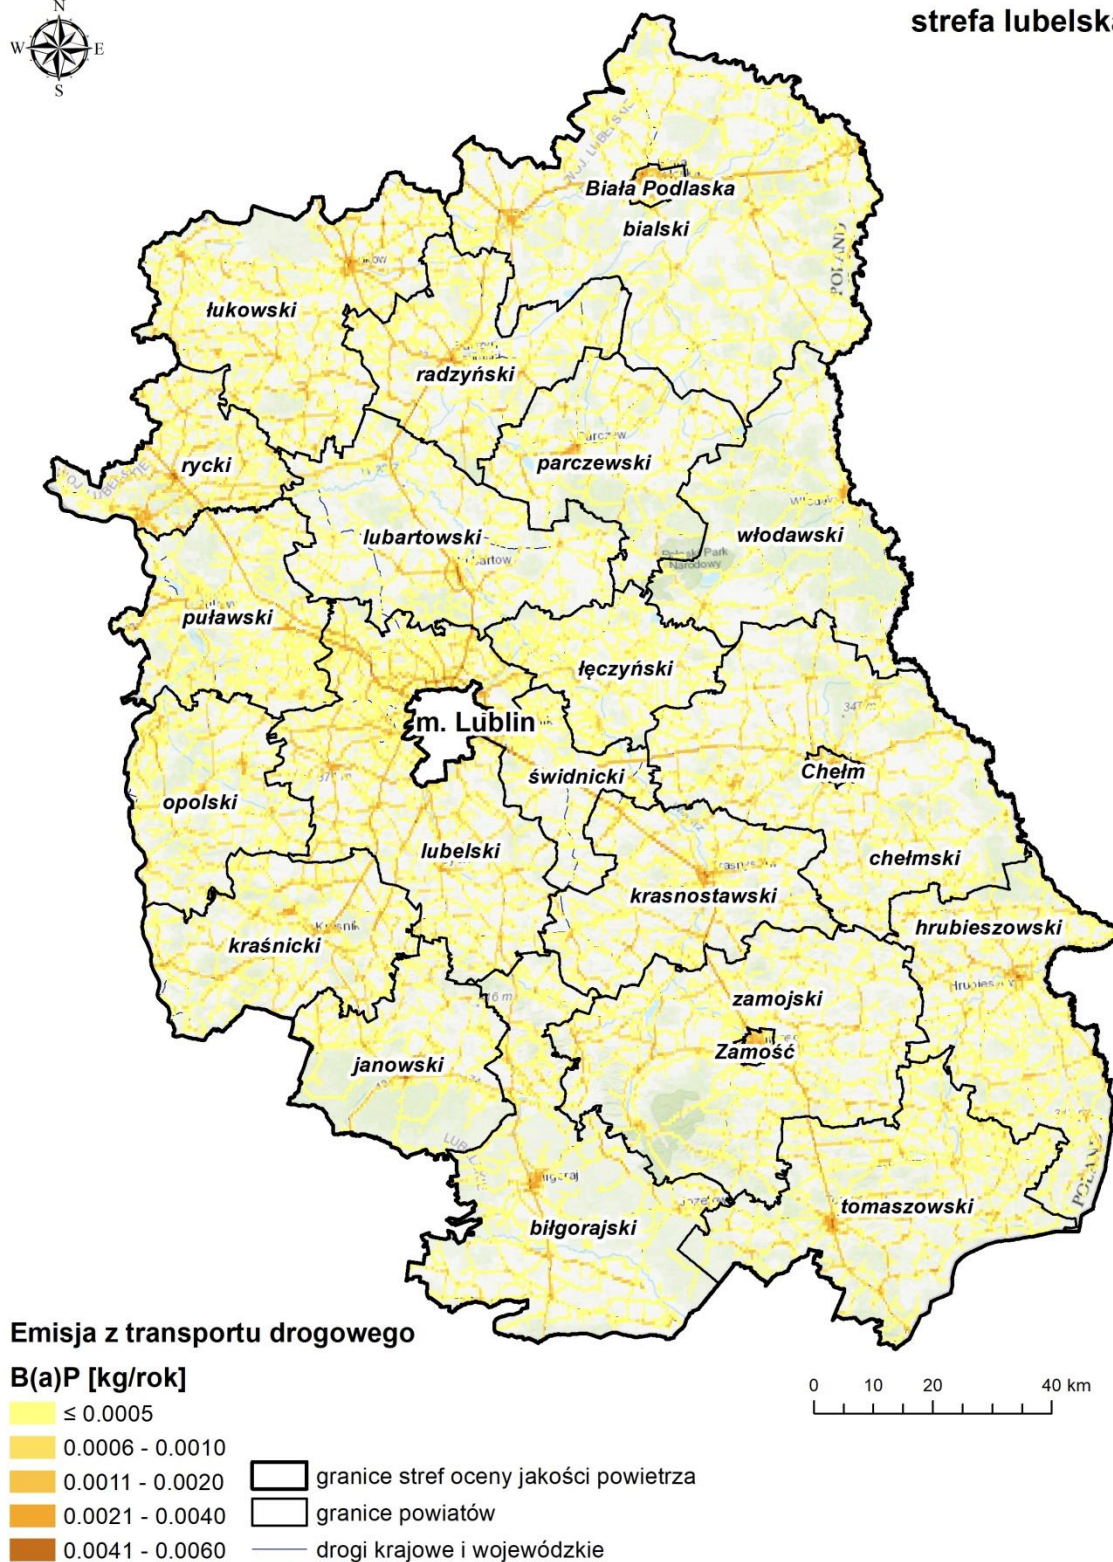 N
W E
S
strefa lubelska
Biała Podlaska
bialski
POLAND
łukowski
radzyński
rycki
parczewski
włodawski
Narodowy
lubartowski
puławski
łęczyński
m. Lublin
świdnicki
Chełm
opolski
lubelski
chełmski
krasnostawski
kraśnicki
hrubieszowski
zamojski
Zamość
janowski
tomaszowski
biłgorajski
Emisja z transportu drogowego
B(a)P [kg/rok]
≤ 0.0005
0.0006 - 0.0010
0.0011 - 0.0020
0.0021 - 0.0040
0.0041 - 0.0060
granice stref oceny jakości powietrza
granice powiatów
drogi krajowe i wojewódzkie
0 10 20 40 km